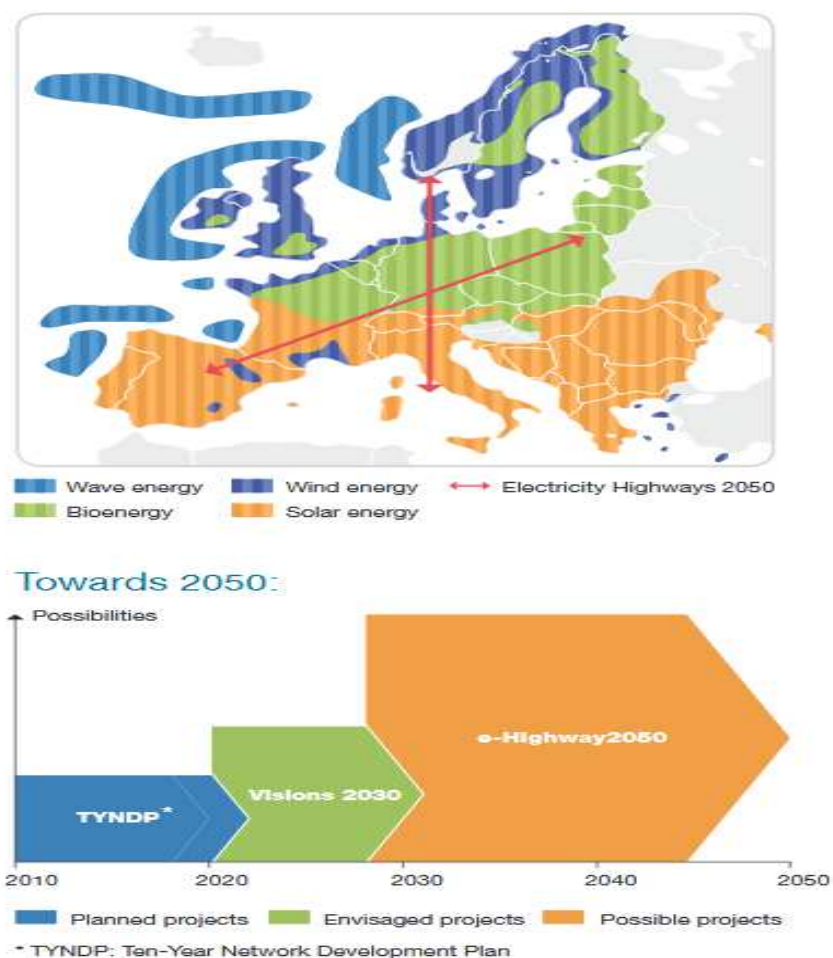 Wave energy Wind energy Electricity Highways 2050
Bioenergy Solar energy
Towards 2050:
Possibilities
e-Highway2050
Visions 2030
TYNDP*
2010 2020 2030 2040 2050
Planned projects Envisaged projects Possible projects
* TYNDP: Ten-Year Network Development Plan